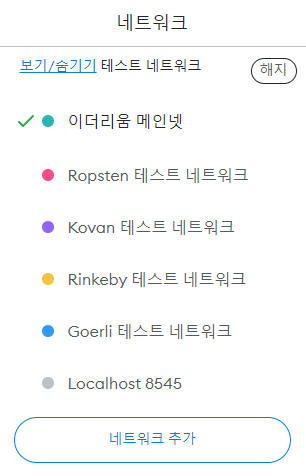 네트워크
보기/숨기기 테스트 네트워크
해지
이더리움 메인넷
Ropsten 테스트 네트워크
Kovan 테스트 네트워크
Rinkeby 테스트 네트워크
Goerli 테스트 네트워크
Localhost 8545
네트워크 추가